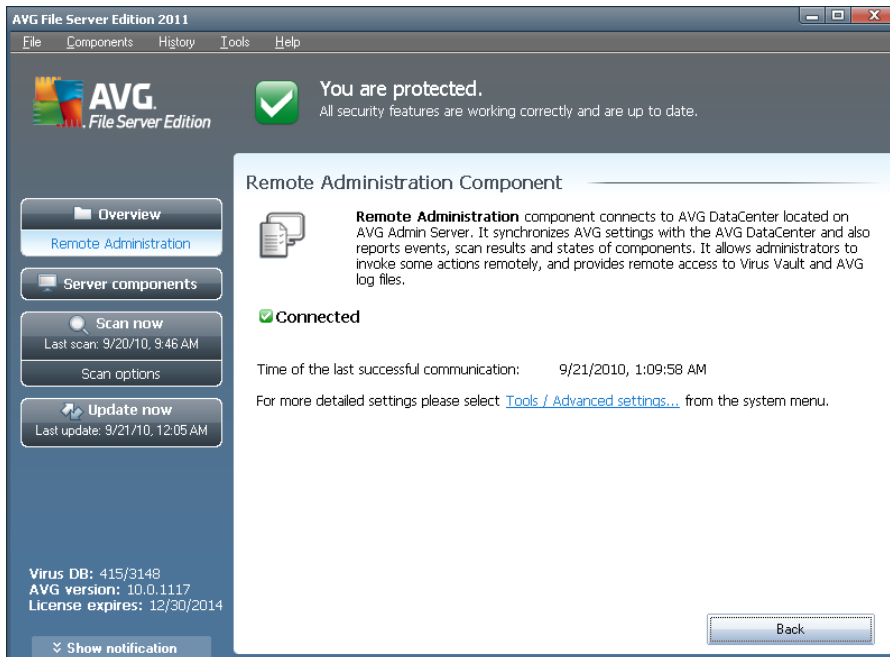 AVG File Server Edition 2011
File Components History Tools Help
AVG.
File Server Edition
You are protected.
All security features are working correctly and are up to date.
Overview
Remote Administration
Server components
Scan now
Last scan: 9/20/10, 9:46 AM
Scan options
Update now
Last update: 9/21/10, 12:05 AM
Virus DB: 415/3148
AVG version: 10.0.1117
License expires: 12/30/2014
Show notification
Remote Administration Component
Remote Administration component connects to AVG DataCenter located on
AVG Admin Server. It synchronizes AVG settings with the AVG DataCenter and also
reports events, scan results and states of components. It allows administrators to
invoke some actions remotely, and provides remote access to Virus Vault and AVG
log files.
Connected
Time of the last successful communication: 9/21/2010, 1:09:58 AM
For more detailed settings please select Tools / Advanced settings... from the system menu.
Back